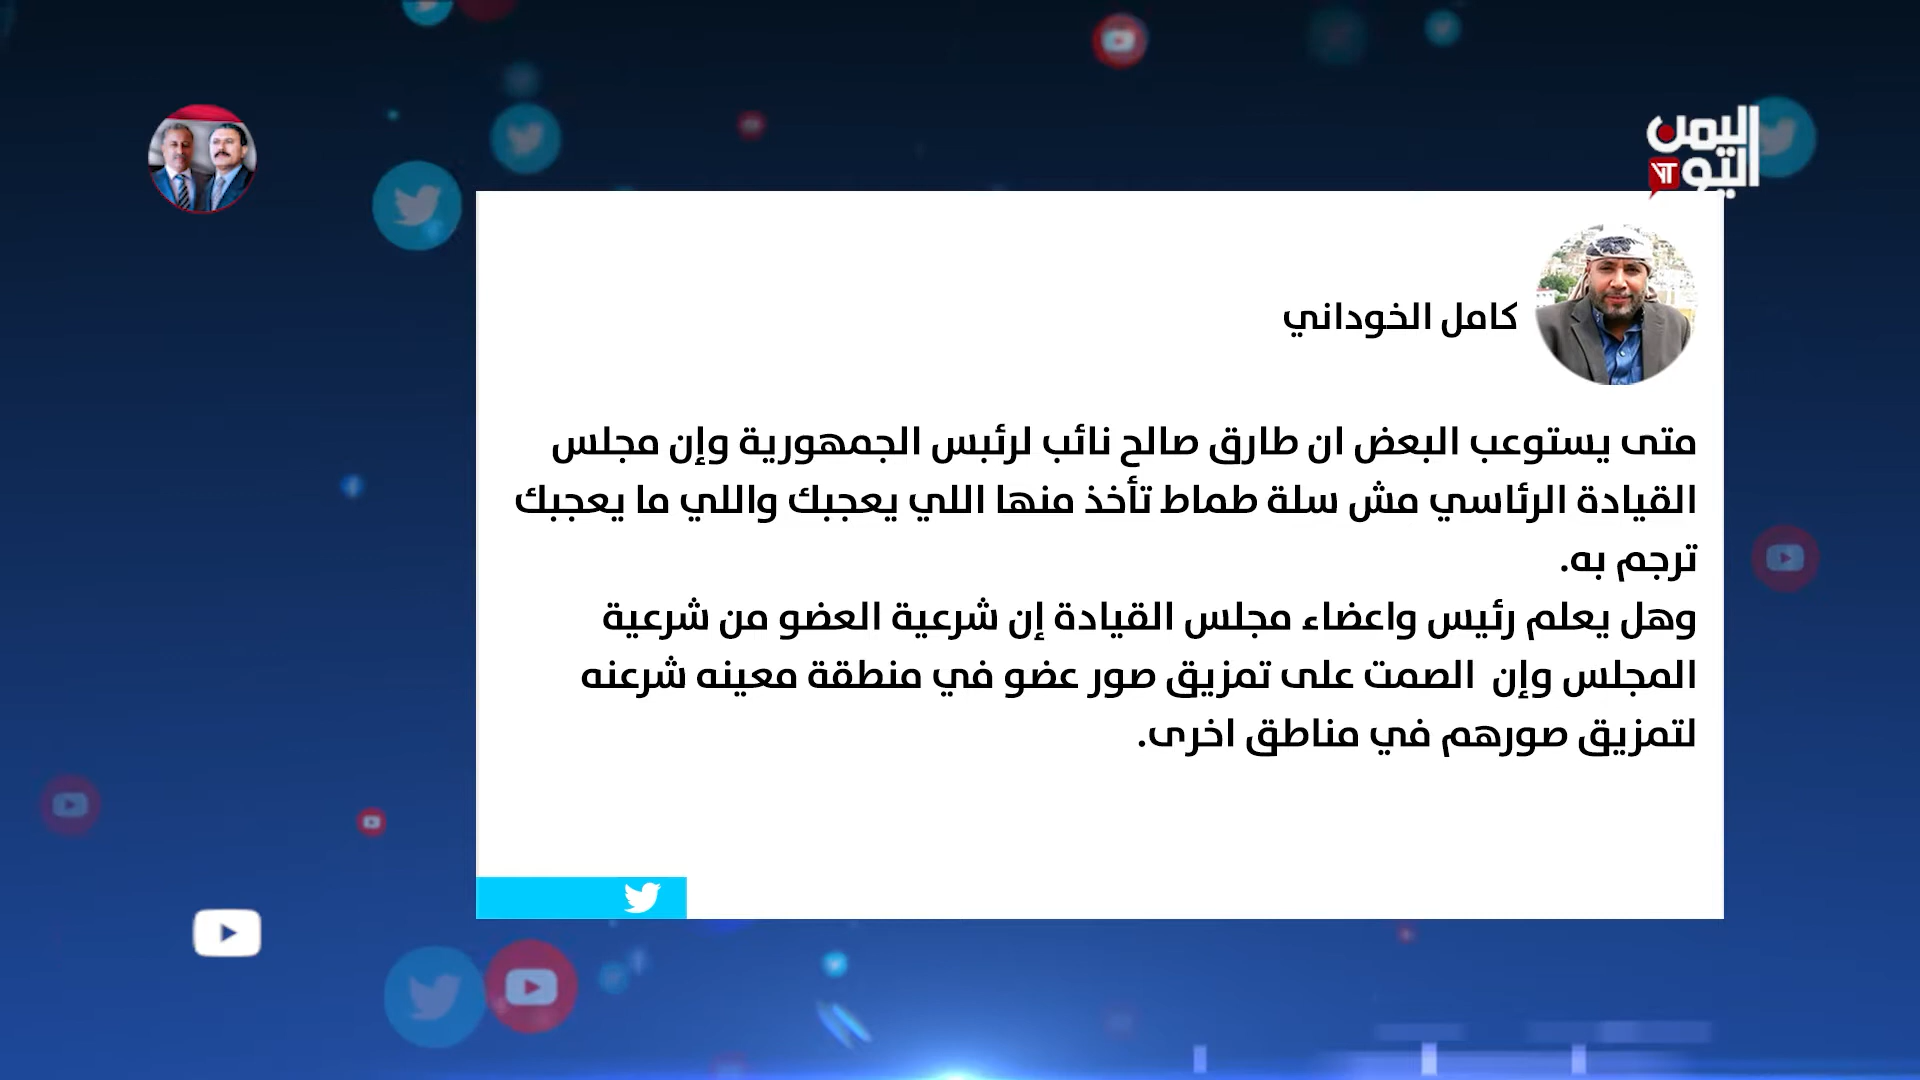 اليمن
اليوم
كامل الخوداني
متى يستوعب البعض ان طارق صالح نائب لرئبس الجمهورية وإن مجلس
القيادة الرئاسي مش سلة طماط تأخذ منها اللي يعجبك واللي ما يعجبك
ترجم به.
وهل يعلم رئيس واعضاء مجلس القيادة إن شرعية العضو من شرعية
المجلس وإن الصمت على تمزيق صور عضو في منطقة معينه شرعنه
لتمزيق صورهم في مناطق اخرى.